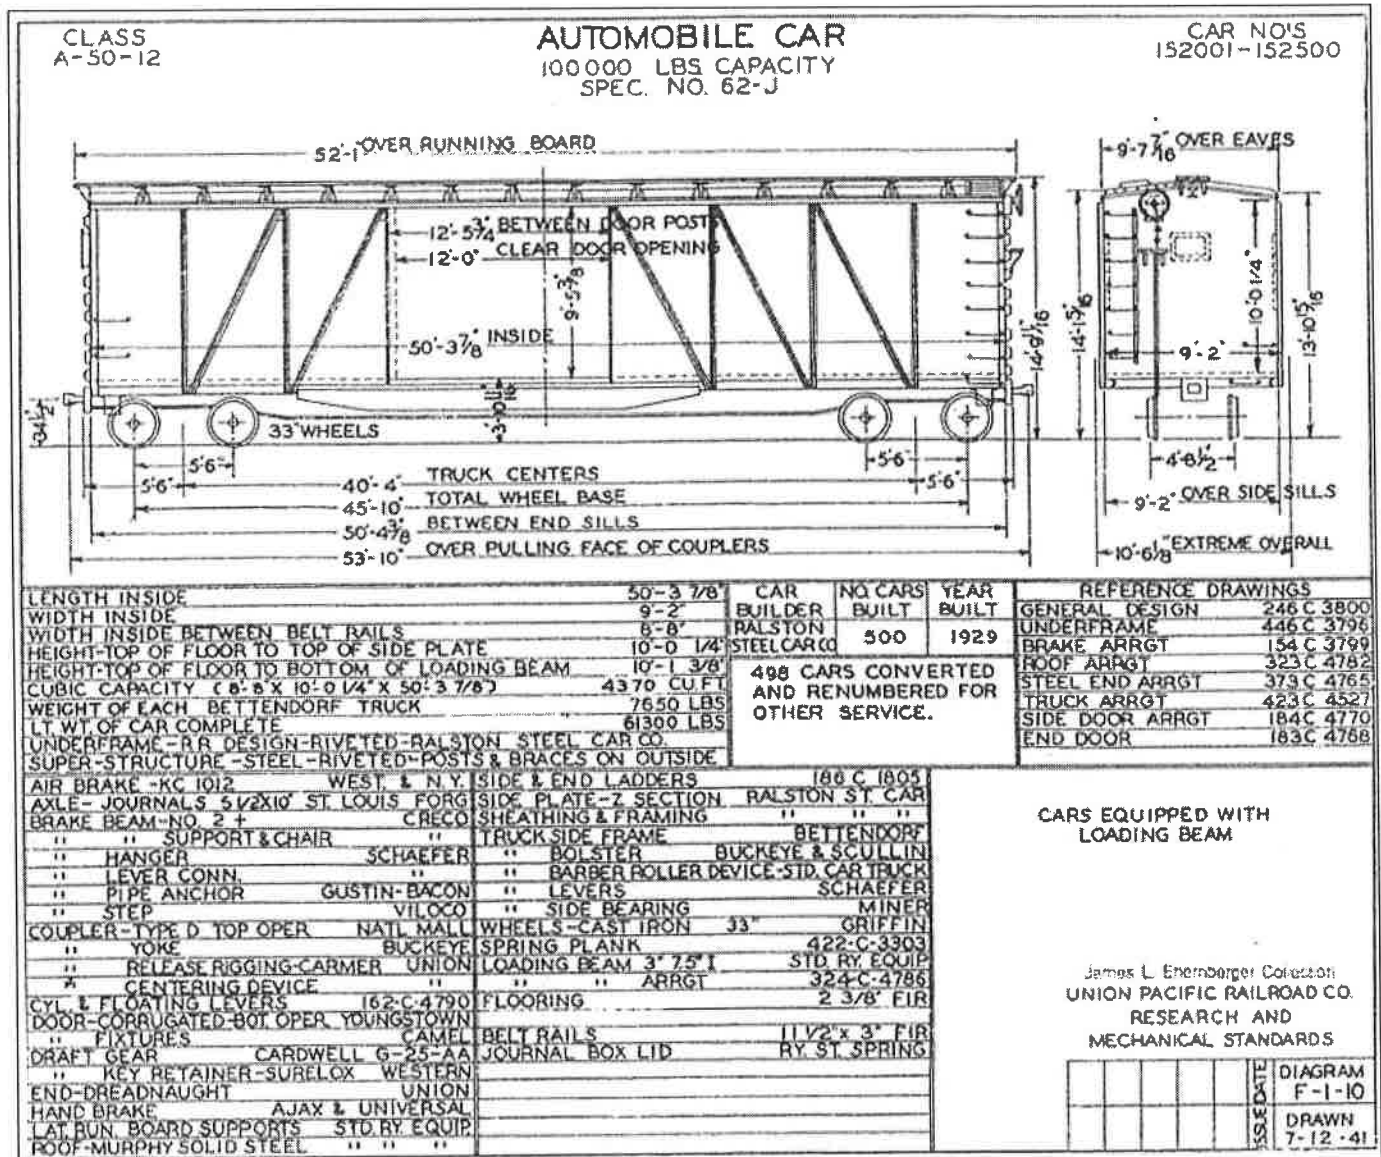 CLASS
A-50-12
AUTOMOBILE CAR
100000 LBS CAPACITY
SPEC. NO. 62-J
CAR NO'S
152001-152500
52'-1" OVER RUNNING BOARD
9'-7 7/16" OVER EAVES
12'-5 3/4" BETWEEN DOOR POSTS
12'-0" CLEAR DOOR OPENING
9'-5 3/8"
50'-3 7/8" INSIDE
14'-9 11/16"
14'-1 5/16"
10'-0 1/4"
13'-10 15/16"
9'-2"
34 1/2"
33" WHEELS
5'6"
5'6"
4'-8 1/2"
5'6"
40'-4" TRUCK CENTERS
5'-6"
45'-10" TOTAL WHEEL BASE
9'-2" OVER SIDE SILLS
50'-4 3/8" BETWEEN END SILLS
53'-10" OVER PULLING FACE OF COUPLERS
10'-6 1/8" EXTREME OVERALL
LENGTH INSIDE 50'-3 7/8"
WIDTH INSIDE 9'-2"
WIDTH INSIDE BETWEEN BELT RAILS 8'-8"
HEIGHT-TOP OF FLOOR TO TOP OF SIDE PLATE 10'-0 1/4"
HEIGHT-TOP OF FLOOR TO BOTTOM OF LOADING BEAM 10'-1 3/8"
CUBIC CAPACITY (8'-8 X 10'-0 1/4" X 50'-3 7/8") 4370 CU.FT
WEIGHT OF EACH BETTENDORF TRUCK 7650 LBS
LT. WT. OF CAR COMPLETE 61300 LBS
UNDERFRAME-R.R. DESIGN-RIVETED-RALSTON STEEL CAR CO.
SUPER-STRUCTURE-STEEL-RIVETED-POSTS & BRACES ON OUTSIDE
CAR BUILDER NO. CARS BUILT YEAR BUILT
RALSTON STEEL CAR CO 500 1929
498 CARS CONVERTED
AND RENUMBERED FOR
OTHER SERVICE.
REFERENCE DRAWINGS
GENERAL DESIGN 246 C 3800
UNDERFRAME 446 C 3796
BRAKE ARRGT 154 C 3799
ROOF ARRGT 323 C 4782
STEEL END ARRGT 373 C 4765
TRUCK ARRGT 423 C 4527
SIDE DOOR ARRGT 184C 4770
END DOOR 183C 4768
AIR BRAKE-KC 1012 WEST. & N.Y.
AXLE-JOURNALS 5 1/2X10" ST. LOUIS FORG
BRAKE BEAM-NO. 2 + CRECO
" " SUPPORT & CHAIR "
" HANGER SCHAEFER
" LEVER CONN. "
" PIPE ANCHOR GUSTIN-BACON
" STEP VILOCO
COUPLER-TYPE D TOP OPER NATL MALL
" YOKE BUCKEYE
" RELEASE RIGGING-CARMER UNION
" CENTERING DEVICE "
CYL. & FLOATING LEVERS 162-C-4790
DOOR-CORRUGATED-BOT. OPER YOUNGSTOWN
" FIXTURES CAMEL
DRAFT GEAR CARDWELL G-25-AA
" KEY RETAINER-SURELOX WESTERN
END-DREADNAUGHT UNION
HAND BRAKE AJAX & UNIVERSAL
LAT. RUN. BOARD SUPPORTS STD. RY. EQUIP.
ROOF-MURPHY SOLID STEEL " " "
SIDE & END LADDERS 186 C 1805
SIDE PLATE-Z SECTION RALSTON ST. CAR
SHEATHING & FRAMING " " "
TRUCK SIDE FRAME BETTENDORF
" BOLSTER BUCKEYE & SCULLIN
" BARBER ROLLER DEVICE-STD. CAR TRUCK
" LEVERS SCHAEFER
" SIDE BEARING MINER
WHEELS-CAST IRON 33" GRIFFIN
SPRING PLANK 422-C-3303
LOADING BEAM 3" 7.5" I STD. RY. EQUIP
" " ARRGT 324-C-4786
FLOORING 2 3/8" FIR
BELT RAILS 1 1/2" x 3" FIR
JOURNAL BOX LID RY. ST. SPRING
CARS EQUIPPED WITH
LOADING BEAM
James L. Ehernberger Collection
UNION PACIFIC RAILROAD CO.
RESEARCH AND
MECHANICAL STANDARDS
ISSUE DATE
DIAGRAM
F-1-10
DRAWN
7-12-41